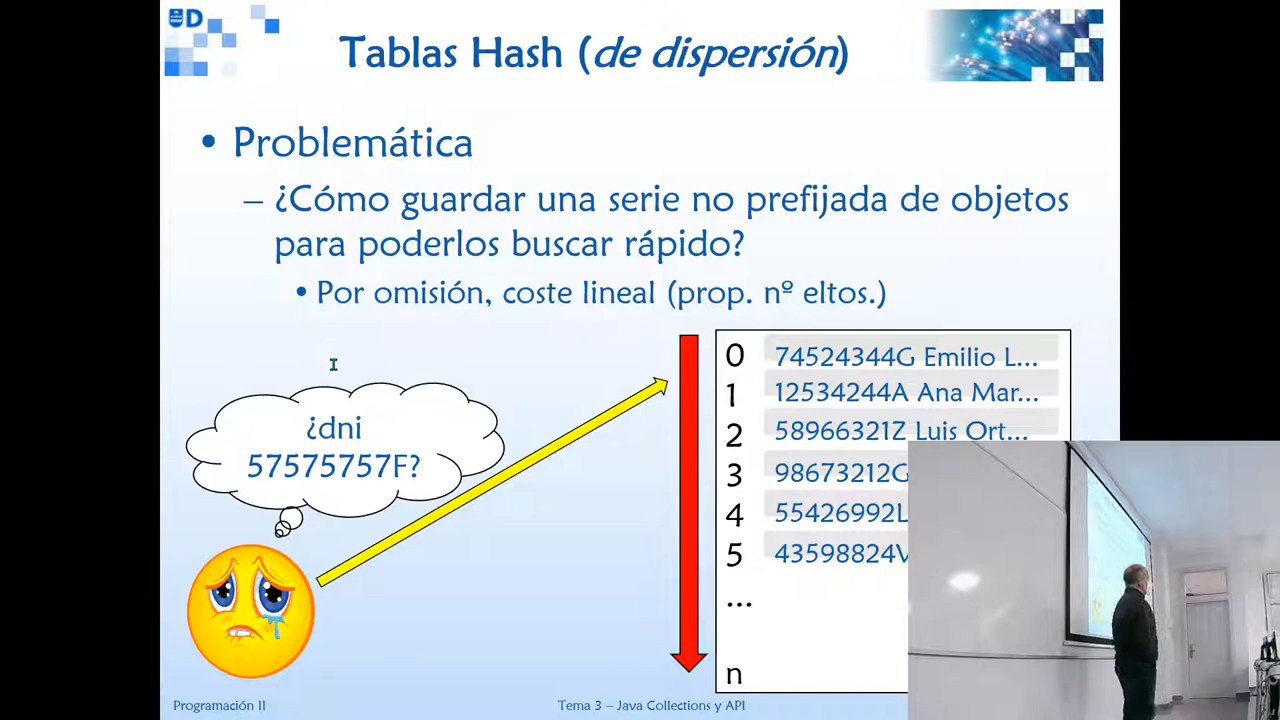 D
Tablas Hash (de dispersión)
• Problemática
– ¿Cómo guardar una serie no prefijada de objetos
para poderlos buscar rápido?
• Por omisión, coste lineal (prop. nº eltos.)
¿dni
57575757F?
0 74524344G Emilio L...
1 12534244A Ana Mar...
2 58966321Z Luis Ort...
3 98673212G
4 55426992L
5 43598824V
...
n
Programación II
Tema 3 – Java Collections y API